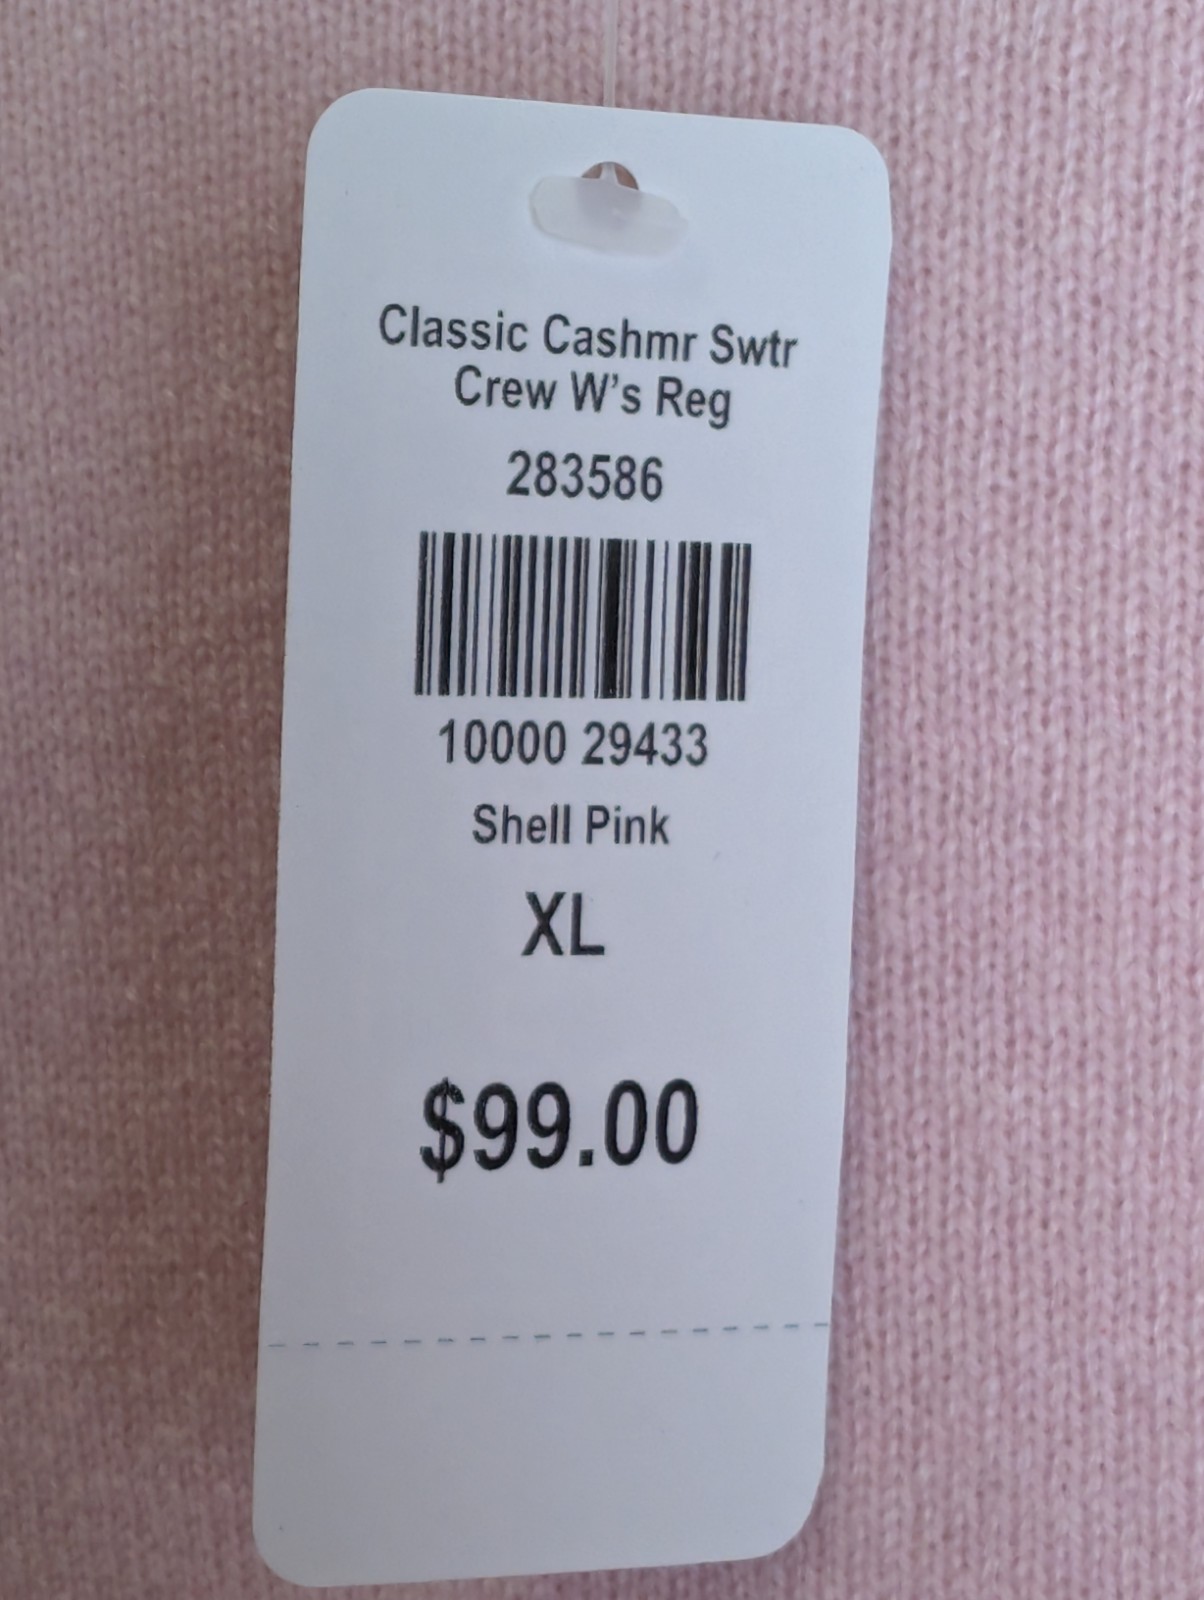 Classic Cashmr Swtr
Crew W's Reg
283586
10000 29433
Shell Pink
XL
$99.00